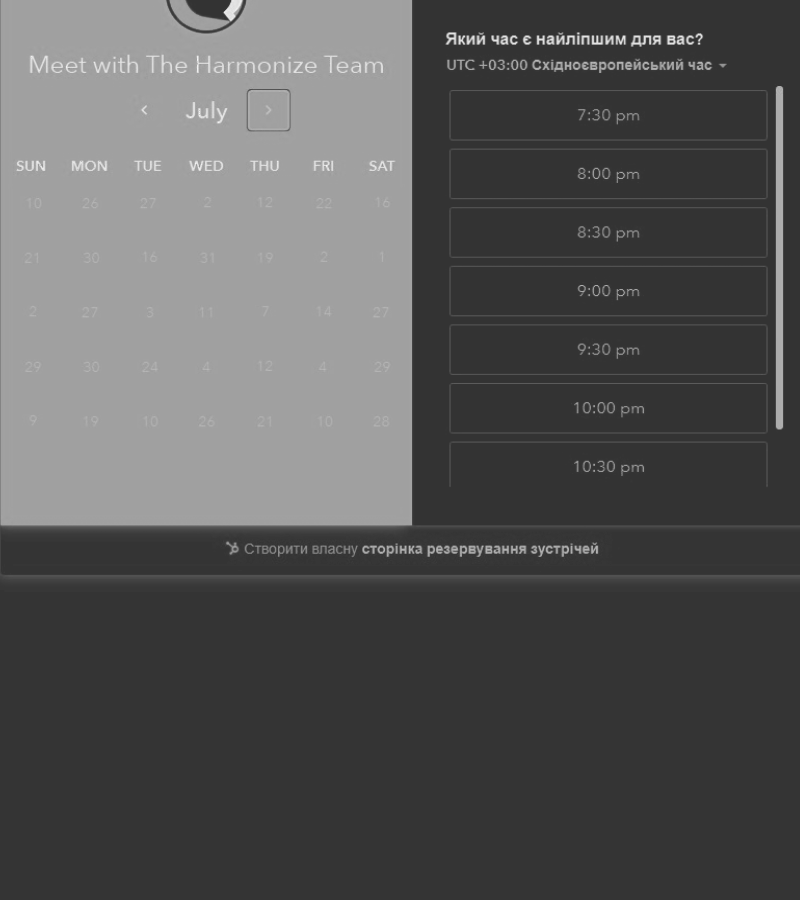 Meet with The Harmonize Team
July
SUN MON TUE WED THU FRI SAT
10 26 27 2 12 22 16
21 30 16 31 19 2 1
2 27 3 11 7 14 27
29 30 24 4 12 4 29
9 19 10 26 21 10 28
Який час є найліпшим для вас?
UTC +03:00 Східноєвропейський час
7:30 pm
8:00 pm
8:30 pm
9:00 pm
9:30 pm
10:00 pm
10:30 pm
Створити власну сторінка резервування зустрічей